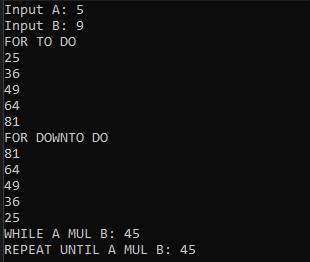 Input A: 5
Input B: 9
FOR TO DO
25
36
49
64
81
FOR DOWNTO DO
81
64
49
36
25
WHILE A MUL B: 45
REPEAT UNTIL A MUL B: 45